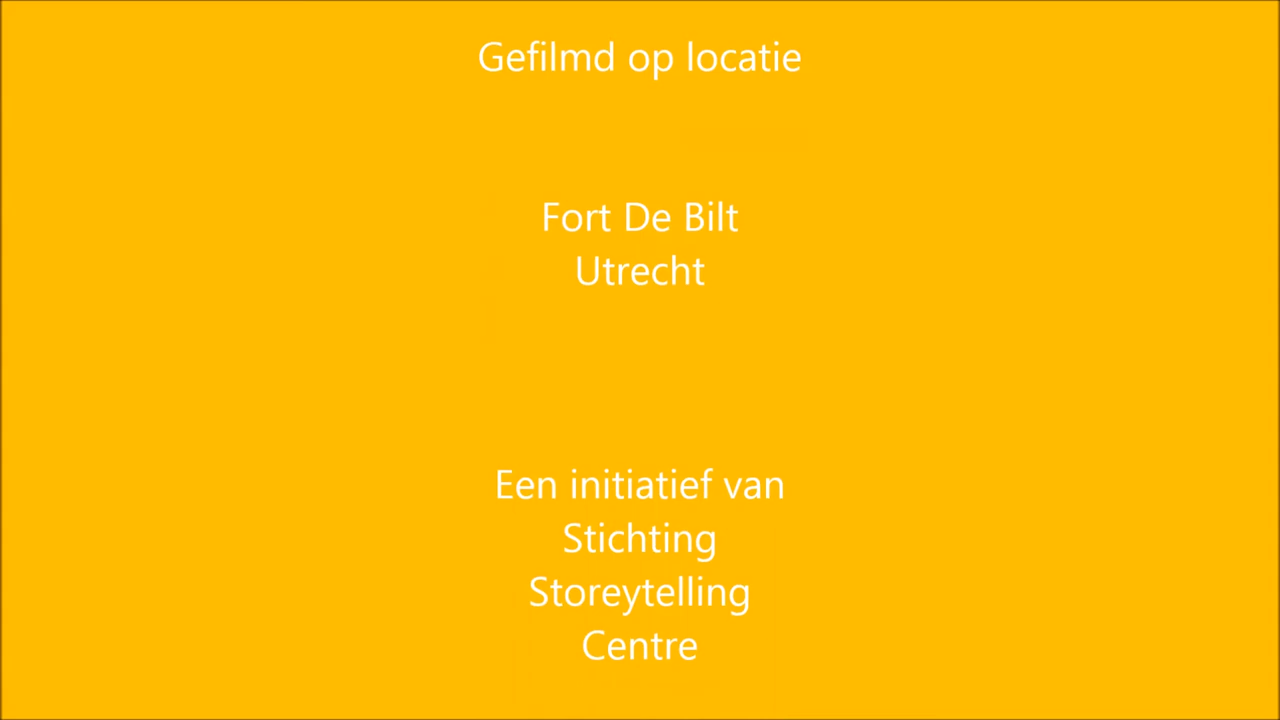 Gefilmd op locatie
Fort De Bilt
Utrecht
Een initiatief van
Stichting
Storeytelling
Centre